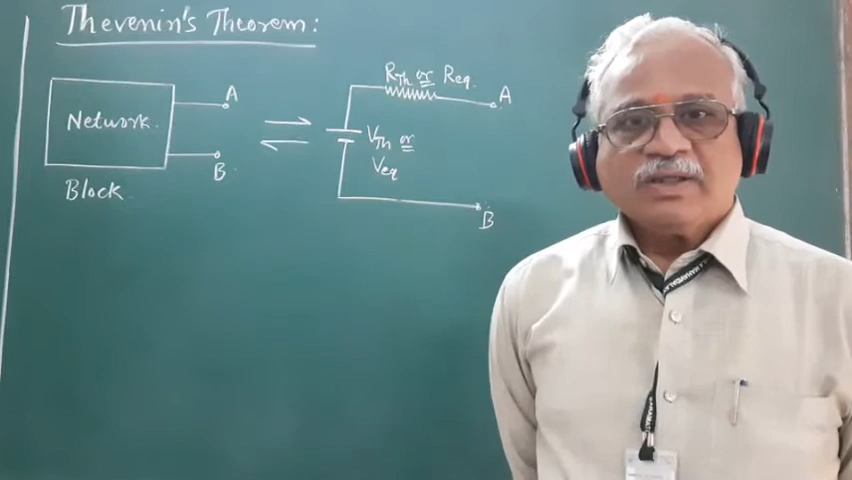 Thevenin's Theorem:
Network.
Block.
A
B
RTh or Req.
A
VTh or
Veq
B